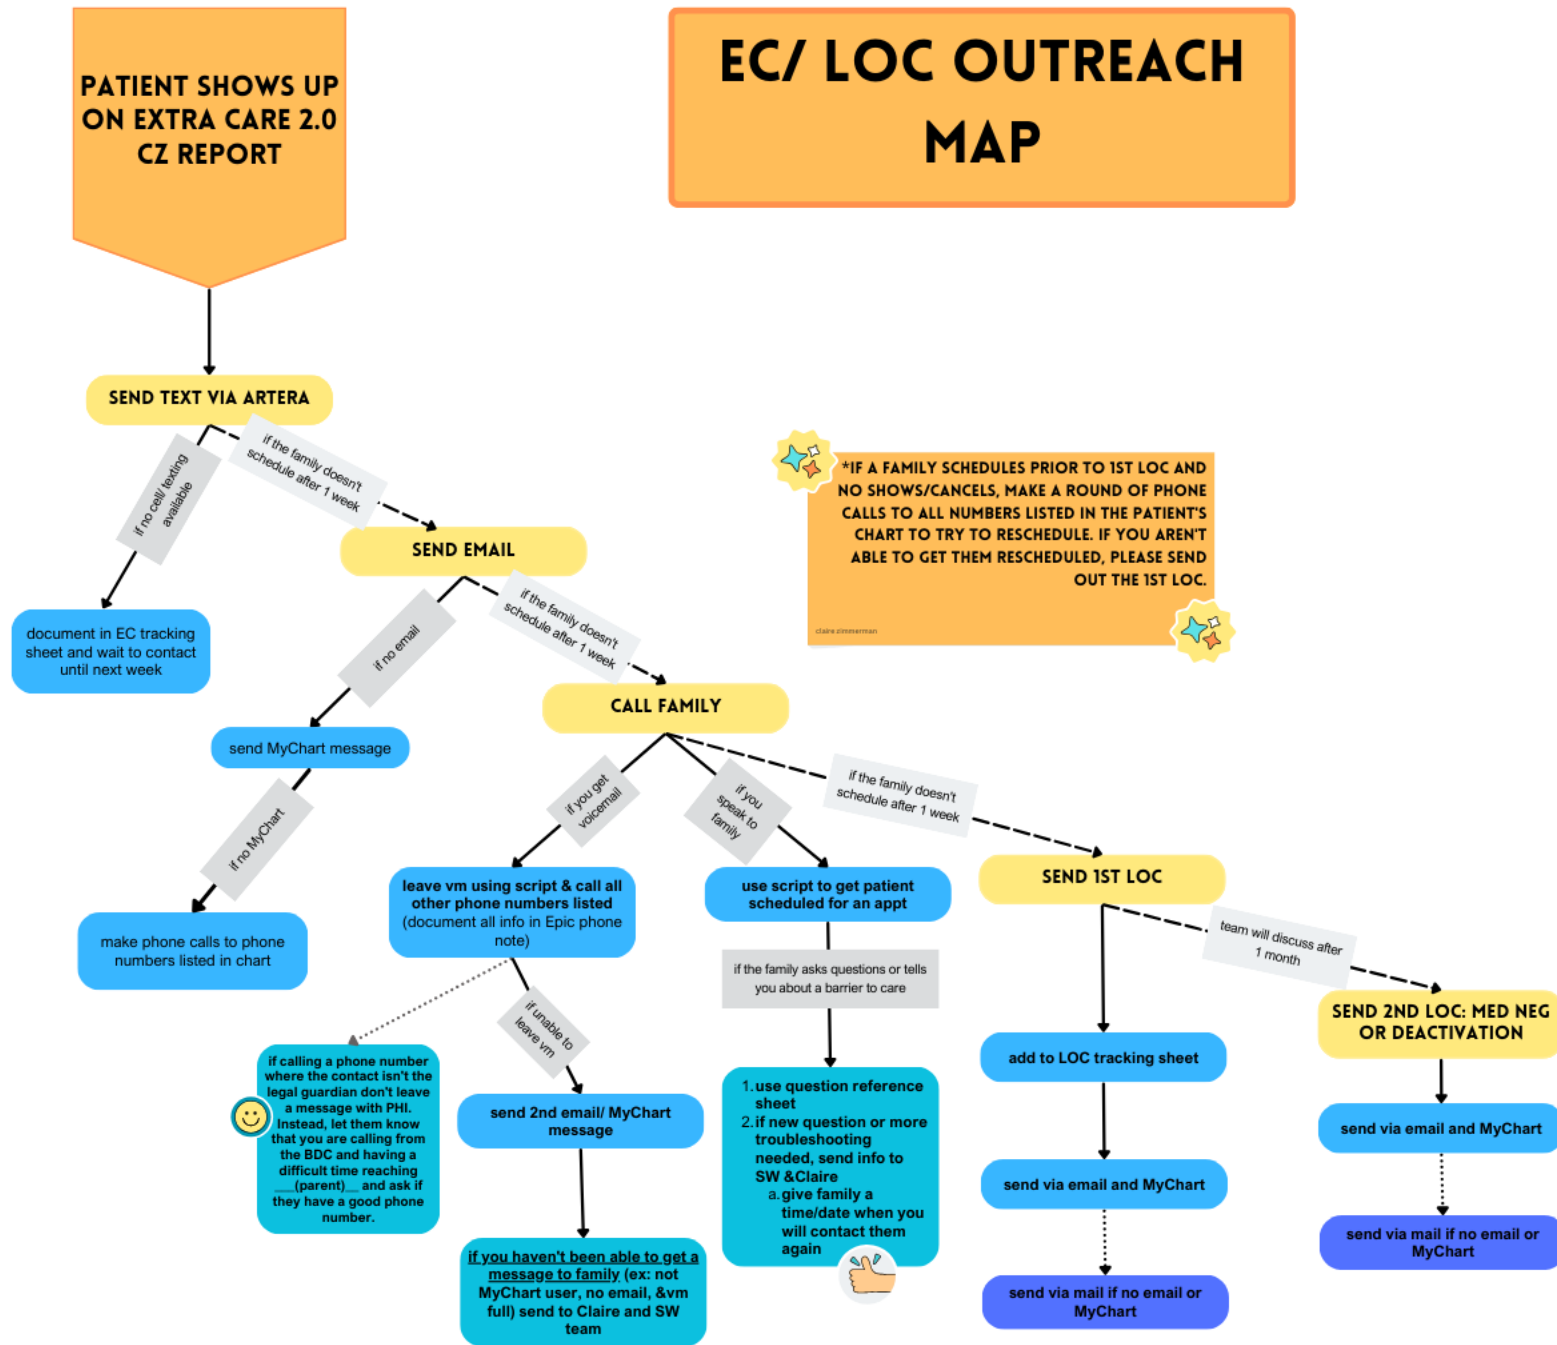 PATIENT SHOWS UP
ON EXTRA CARE 2.0
CZ REPORT
EC/ LOC OUTREACH
MAP
SEND TEXT VIA ARTERA
if no cell/ texting
available
if the family doesn't
schedule after 1 week
document in EC tracking
sheet and wait to contact
until next week
SEND EMAIL
*IF A FAMILY SCHEDULES PRIOR TO 1ST LOC AND
NO SHOWS/CANCELS, MAKE A ROUND OF PHONE
CALLS TO ALL NUMBERS LISTED IN THE PATIENT'S
CHART TO TRY TO RESCHEDULE. IF YOU AREN'T
ABLE TO GET THEM RESCHEDULED, PLEASE SEND
OUT THE 1ST LOC.
claire zimmerman
if no email
if the family doesn't
schedule after 1 week
send MyChart message
if no MyChart
make phone calls to phone
numbers listed in chart
CALL FAMILY
if you get
voicemail
if you
speak to
family
if the family doesn't
schedule after 1 week
leave vm using script & call all
other phone numbers listed
(document all info in Epic phone
note)
use script to get patient
scheduled for an appt
SEND 1ST LOC
if the family asks questions or tells
you about a barrier to care
team will discuss after
1 month
if unable to
leave vm
SEND 2ND LOC: MED NEG
OR DEACTIVATION
if calling a phone number
where the contact isn't the
legal guardian don't leave
a message with PHI.
Instead, let them know
that you are calling from
the BDC and having a
difficult time reaching
___(parent)__ and ask if
they have a good phone
number.
send 2nd email/ MyChart
message
if you haven't been able to get a
message to family (ex: not
MyChart user, no email, &vm
full) send to Claire and SW
team
1. use question reference
sheet
2. if new question or more
troubleshooting
needed, send info to
SW &Claire
a. give family a
time/date when you
will contact them
again
add to LOC tracking sheet
send via email and MyChart
send via mail if no email or
MyChart
send via email and MyChart
send via mail if no email or
MyChart